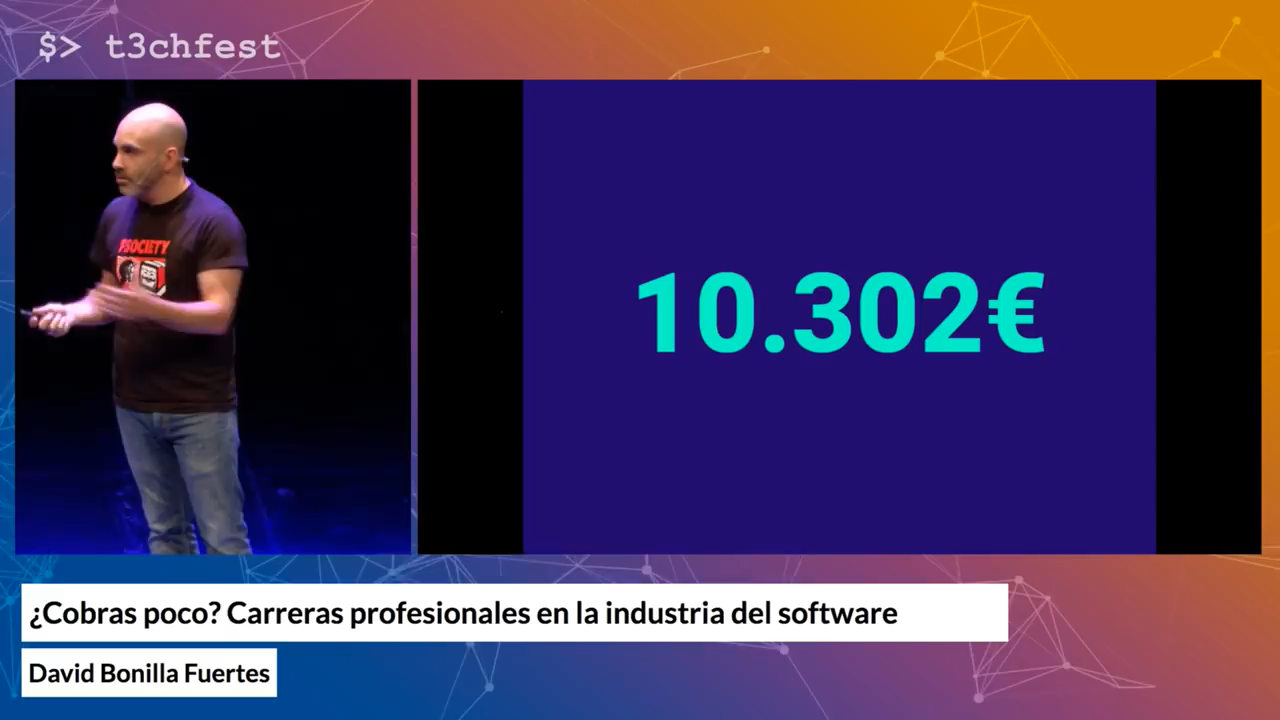 $> t3chfest
10.302€
¿Cobras poco? Carreras profesionales en la industria del software
David Bonilla Fuertes